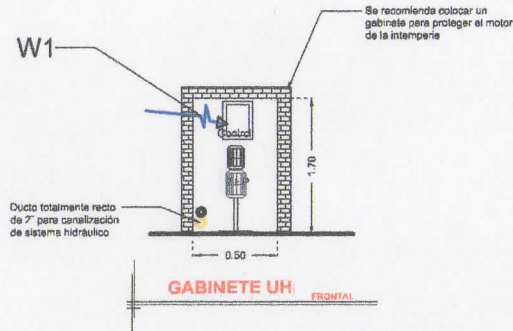 Se recomienda colocar un
gabinete para proteger el motor
de la intemperie
W1
Control
1.70
Ducto totalmente recto
de 2" para canalización
de sistema hidráulico
0.50
GABINETE UH
FRONTAL